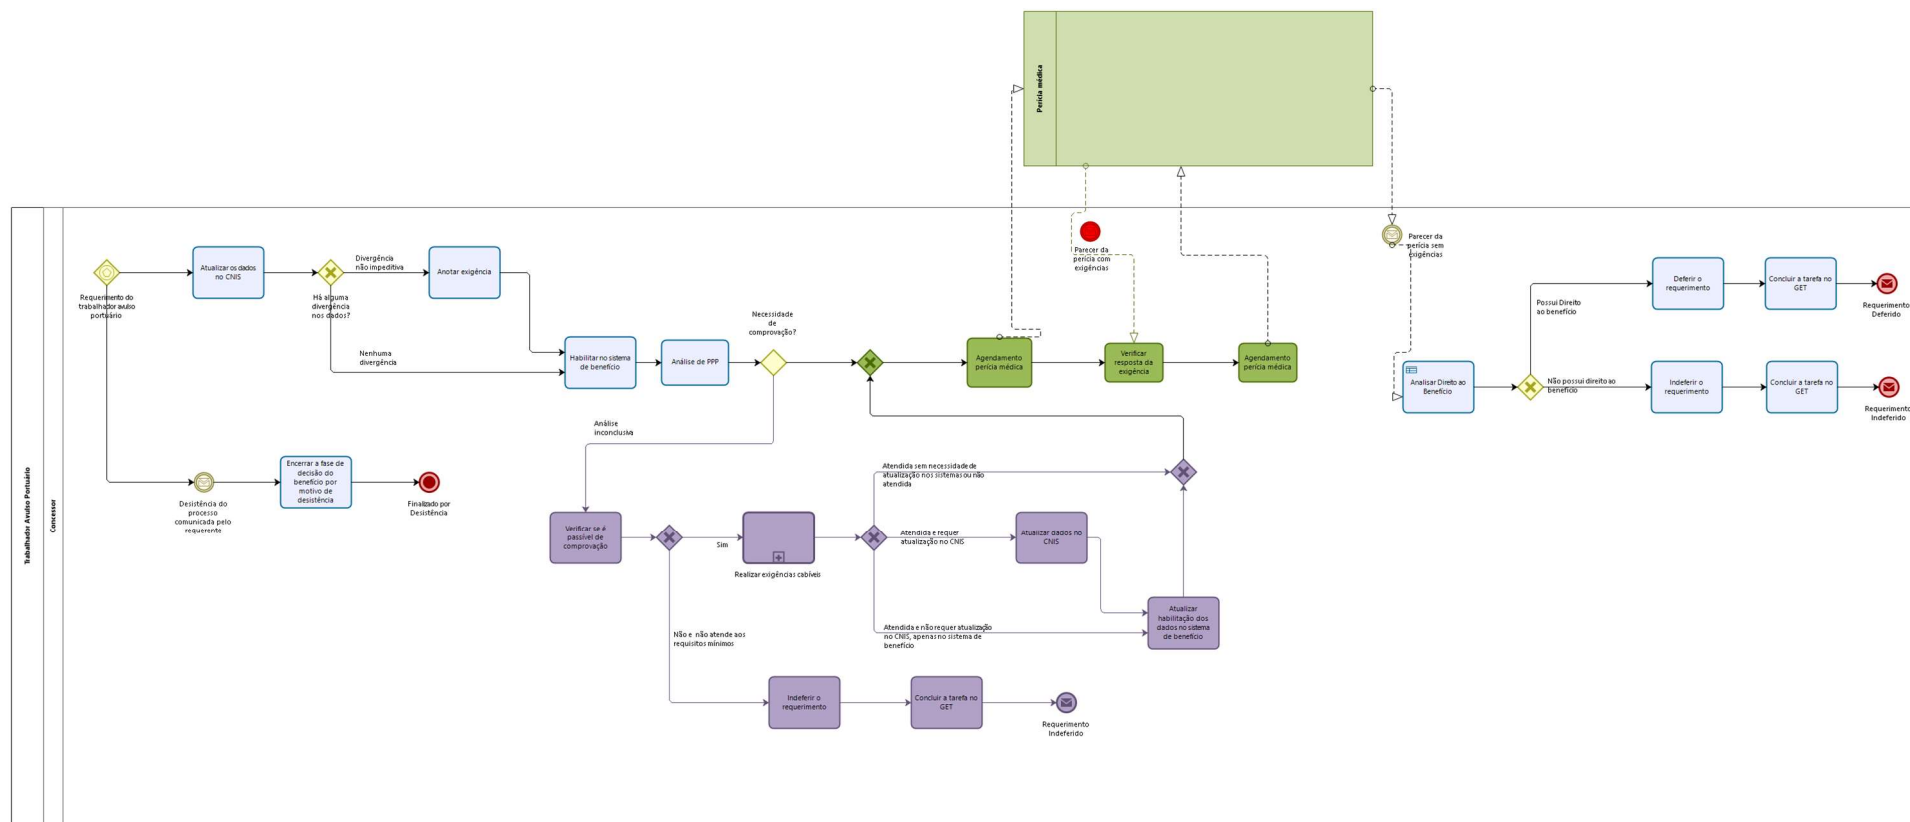 Perícia médica
Trabalhador Avulso Portuário
Concessor
Requerimento do
trabalhador avulso
portuário
Atualizar os dados
no CNIS
Há alguma
divergência
nos dados?
Divergência
não impeditiva
Anotar exigência
Nenhuma
divergência
Habilitar no sistema
de benefício
Análise de PPP
Necessidade
de
comprovação?
Agendamento
perícia médica
Parecer da
perícia com
exigências
Verificar
resposta da
exigência
Agendamento
perícia médica
Parecer da
perícia sem
exigências
Analisar Direito ao
Benefício
Possui Direito
ao benefício
Deferir o
requerimento
Concluir a tarefa no
GET
Requerimento
Deferido
Não possui direito ao
benefício
Indeferir o
requerimento
Concluir a tarefa no
GET
Requerimento
Indeferido
Desistência do
processo
comunicada pelo
requerente
Encerrar a fase de
decisão do
benefício por
motivo de
desistência
Finalizado por
Desistência
Análise
inconclusiva
Verificar se é
passível de
comprovação
Sim
Realizar exigências cabíveis
Atendida sem necessidade de
atualização nos sistemas ou não
atendida
Atendida e requer
atualização no CNIS
Atualizar dados no
CNIS
Atendida e não requer atualização
no CNIS, apenas no sistema de
benefício
Atualizar
habilitação dos
dados no sistema
de benefício
Não e não atende aos
requisitos mínimos
Indeferir o
requerimento
Concluir a tarefa no
GET
Requerimento
Indeferido